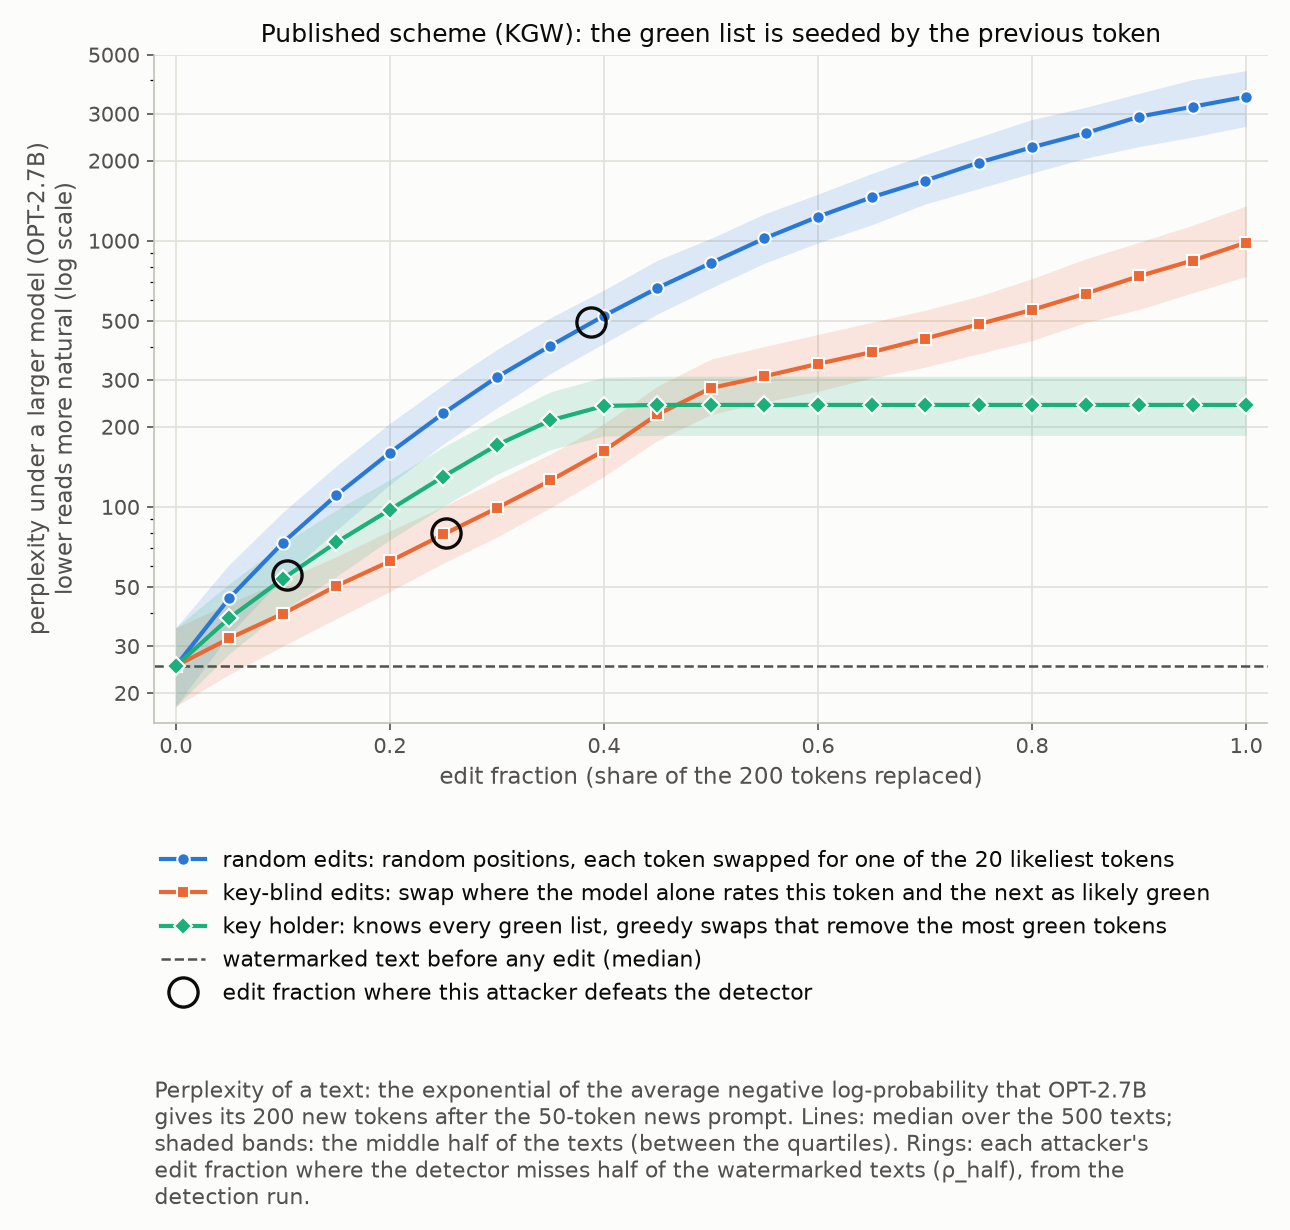 Published scheme (KGW): the green list is seeded by the previous token
perplexity under a larger model (OPT-2.7B)
lower reads more natural (log scale)
5000
3000
2000
1000
500
300
200
100
50
30
20
0.0 0.2 0.4 0.6 0.8 1.0
edit fraction (share of the 200 tokens replaced)
random edits: random positions, each token swapped for one of the 20 likeliest tokens
key-blind edits: swap where the model alone rates this token and the next as likely green
key holder: knows every green list, greedy swaps that remove the most green tokens
watermarked text before any edit (median)
edit fraction where this attacker defeats the detector
Perplexity of a text: the exponential of the average negative log-probability that OPT-2.7B
gives its 200 new tokens after the 50-token news prompt. Lines: median over the 500 texts;
shaded bands: the middle half of the texts (between the quartiles). Rings: each attacker's
edit fraction where the detector misses half of the watermarked texts (ρ_half), from the
detection run.